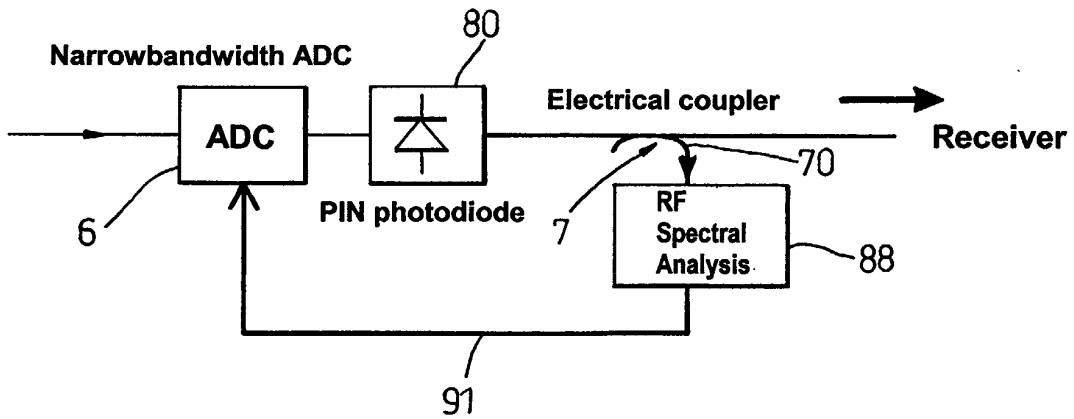 80
Narrowbandwidth ADC
ADC
Electrical coupler
Receiver
70
6
PIN photodiode
7
RF
Spectral
Analysis
88
91